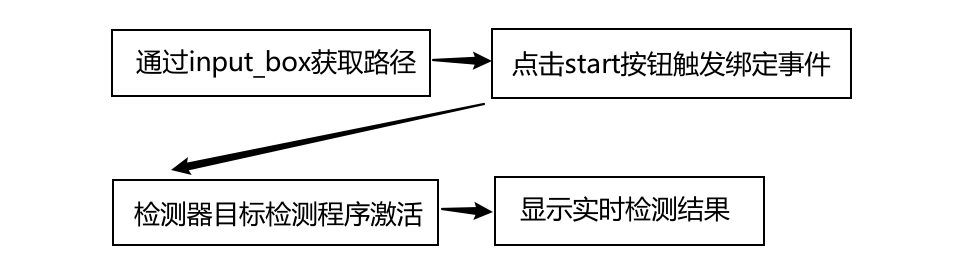 通过input_box获取路径
点击start按钮触发绑定事件
检测器目标检测程序激活
显示实时检测结果